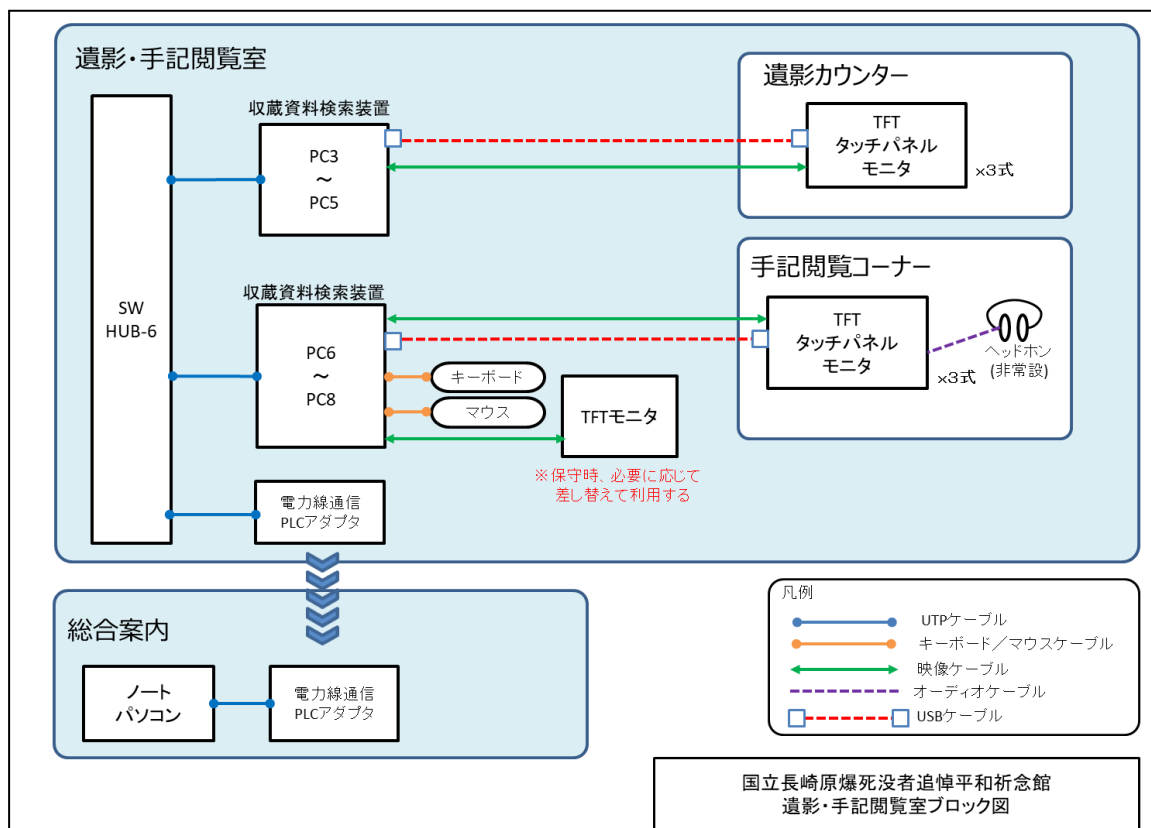 遺影・手記閲覧室
収蔵資料検索装置
PC3
～
PC5
遺影カウンター
TFT
タッチパネル
モニタ
×3式
SW
HUB-6
収蔵資料検索装置
PC6
～
PC8
キーボード
マウス
TFTモニタ
※保守時、必要に応じて
差し替えて利用する
手記閲覧コーナー
TFT
タッチパネル
モニタ
×3式
ヘッドホン
(非常設)
電力線通信
PLCアダプタ
総合案内
ノート
パソコン
電力線通信
PLCアダプタ
凡例
UTPケーブル
キーボード／マウスケーブル
映像ケーブル
オーディオケーブル
USBケーブル
国立長崎原爆死没者追悼平和祈念館
遺影・手記閲覧室ブロック図